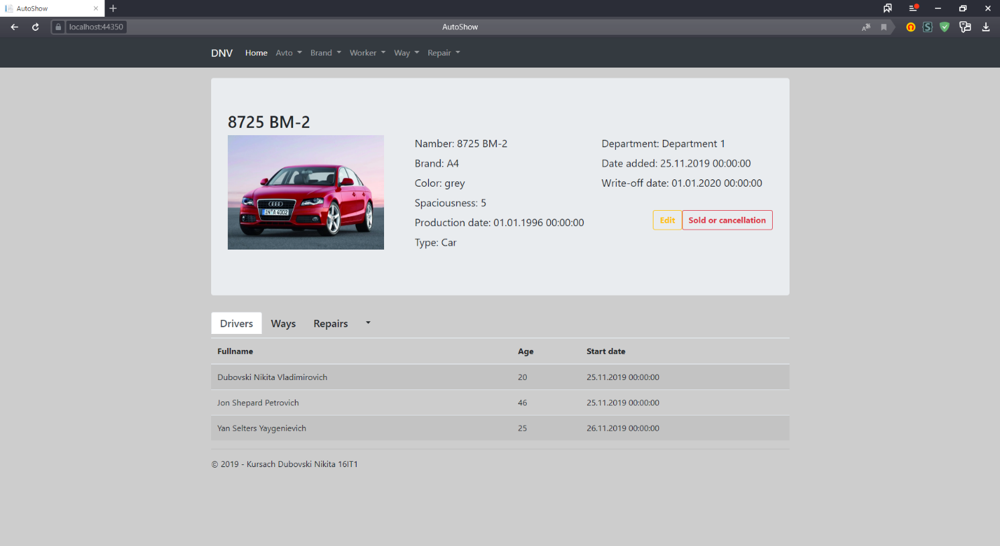 AutoShow
localhost:44350
AutoShow
DNV Home Avto Brand Worker Way Repair
8725 BM-2
IN♦TA 4002
Namber: 8725 BM-2
Brand: A4
Color: grey
Spaciousness: 5
Production date: 01.01.1996 00:00:00
Type: Car
Department: Department 1
Date added: 25.11.2019 00:00:00
Write-off date: 01.01.2020 00:00:00
Edit Sold or cancellation
Drivers Ways Repairs
Fullname Age Start date
Dubovski Nikita Vladimirovich 20 25.11.2019 00:00:00
Jon Shepard Petrovich 46 25.11.2019 00:00:00
Yan Selters Yaygenievich 25 26.11.2019 00:00:00
© 2019 - Kursach Dubovski Nikita 16IT1